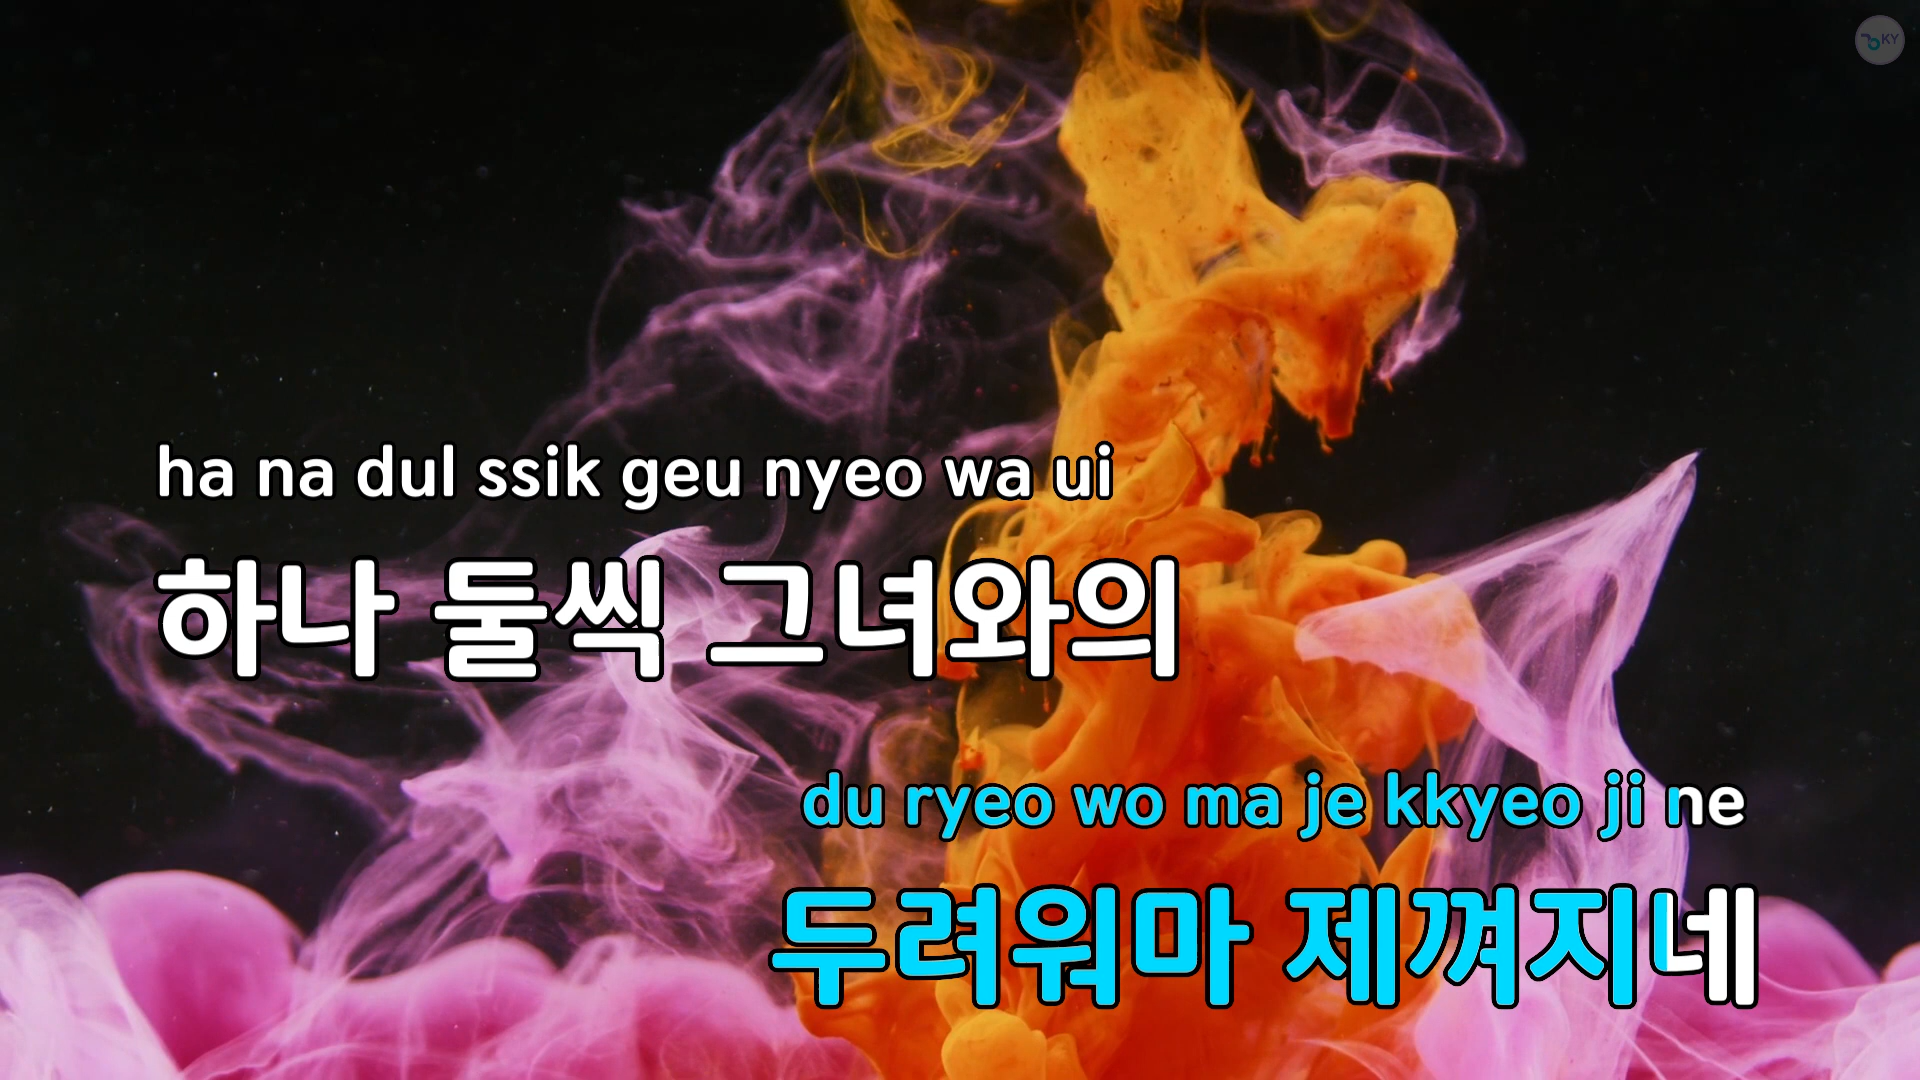 KY
ha na dul ssik geu nyeo wa ui
하나 둘씩 그녀와의
du ryeo wo ma je kkyeo ji ne
두려워마 제껴지네